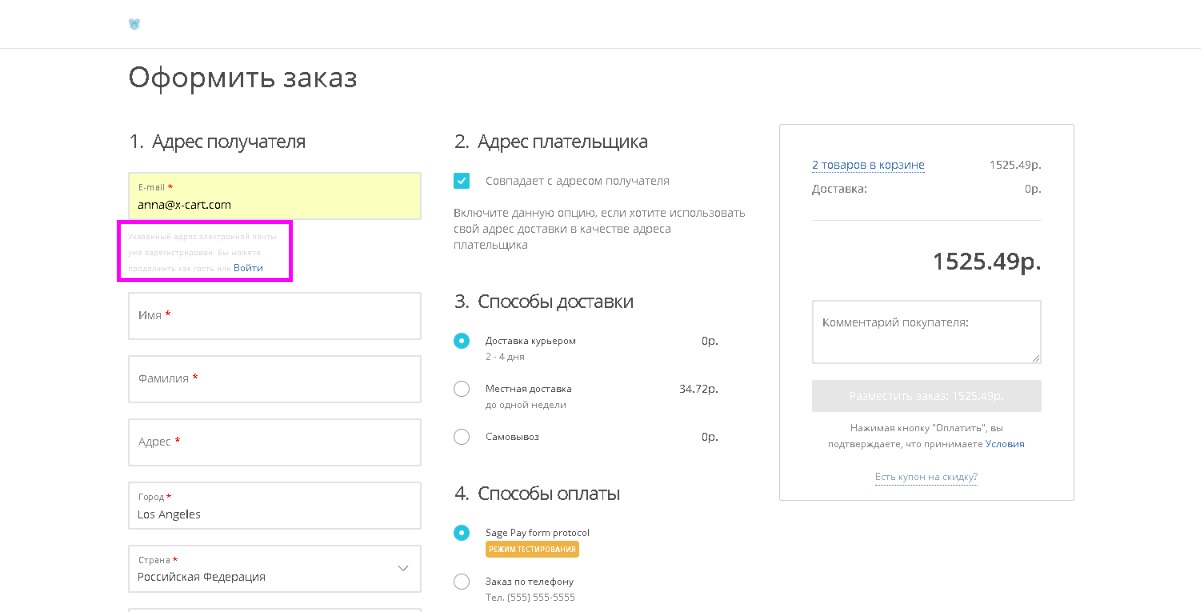 Оформить заказ
1. Адрес получателя
E-mail *
anna@x-cart.com
Указанный адрес электронной почты
уже зарегистрирован. Вы можете
продолжить как гость или Войти
Имя *
Фамилия *
Адрес *
Город *
Los Angeles
Страна *
Российская Федерация
2. Адрес плательщика
Совпадает с адресом получателя
Включите данную опцию, если хотите использовать
свой адрес доставки в качестве адреса
плательщика
3. Способы доставки
Доставка курьером 0р.
2 - 4 дня
Местная доставка 34.72р.
до одной недели
Самовывоз 0р.
4. Способы оплаты
Sage Pay form protocol
РЕЖИМ ТЕСТИРОВАНИЯ
Заказ по телефону
Тел. (555) 555-5555
2 товаров в корзине 1525.49р.
Доставка: 0р.
1525.49р.
Комментарий покупателя:
Разместить заказ: 1525.49р.
Нажимая кнопку "Оплатить", вы
подтверждаете, что принимаете Условия
Есть купон на скидку?